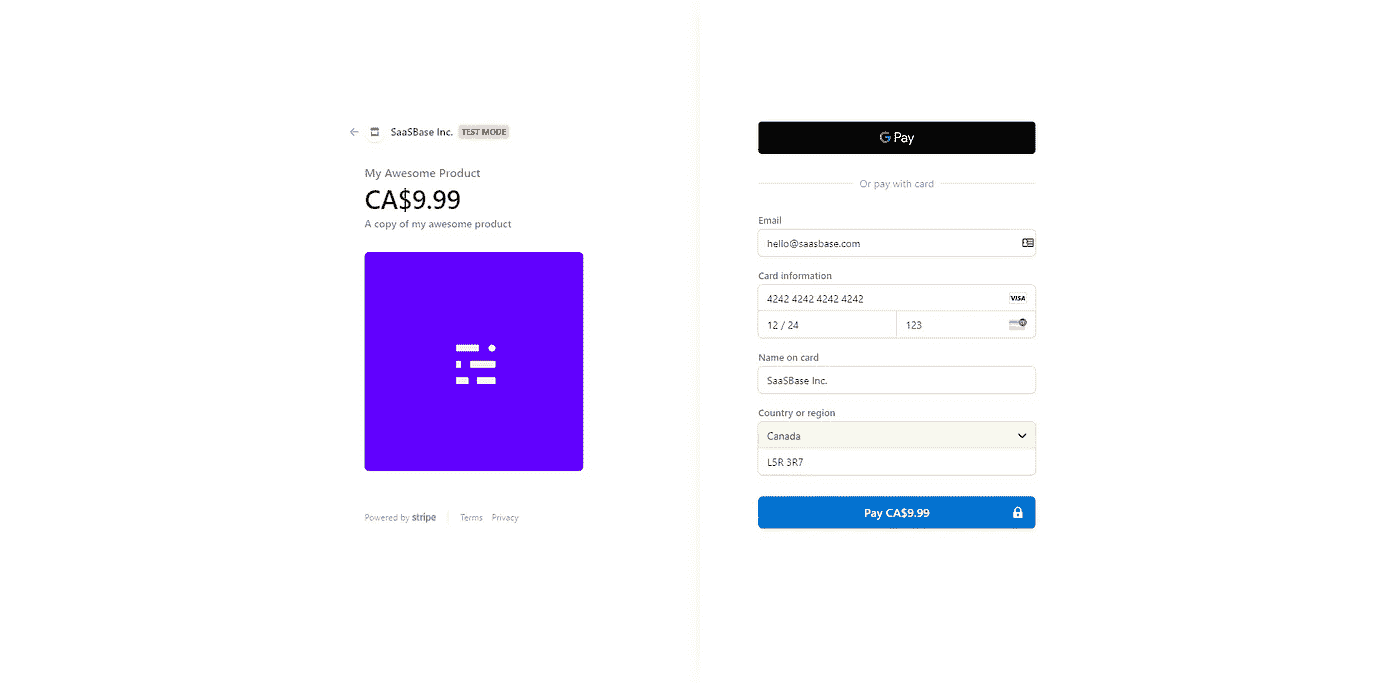 SaaSBase Inc. TEST MODE
My Awesome Product
CA$9.99
A copy of my awesome product
Powered by stripe Terms Privacy
G Pay
Or pay with card
Email
hello@saasbase.com
Card information
4242 4242 4242 4242 VISA
12 / 24 123
Name on card
SaaSBase Inc.
Country or region
Canada
L5R 3R7
Pay CA$9.99